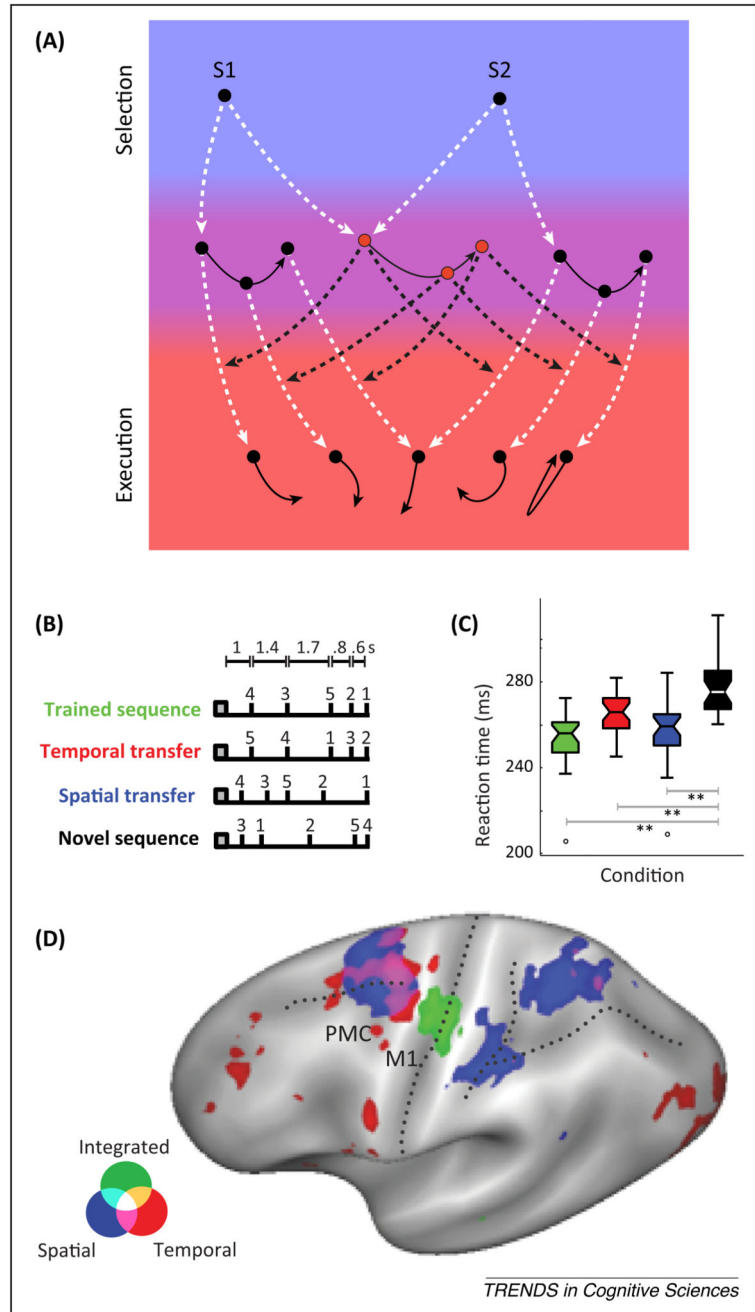 (A)
Selection
S1 S2
Execution
(B)
1 1.4 1.7 .8 .6 s
4 3 5 2 1
Trained sequence
5 4 1 3 2
Temporal transfer
4 3 5 2 1
Spatial transfer
3 1 2 5 4
Novel sequence
(C)
Reaction time (ms)
280
240
200
**
**
**
Condition
(D)
PMC
M1
Integrated
Spatial Temporal
TRENDS in Cognitive Sciences